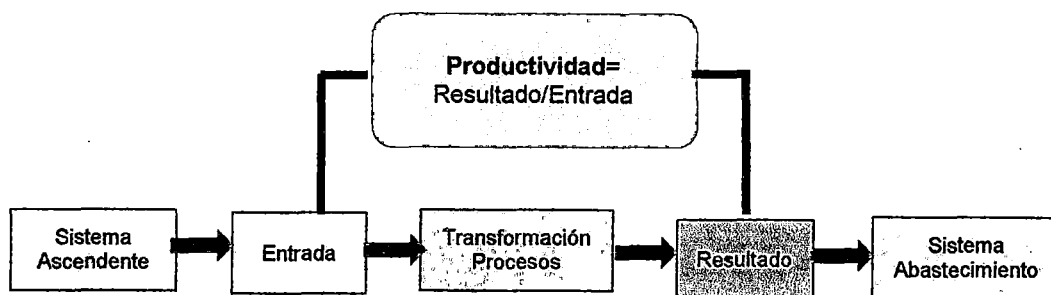 Productividad=
Resultado/Entrada
Sistema
Ascendente
Entrada
Transformación
Procesos
Resultado
Sistema
Abastecimiento